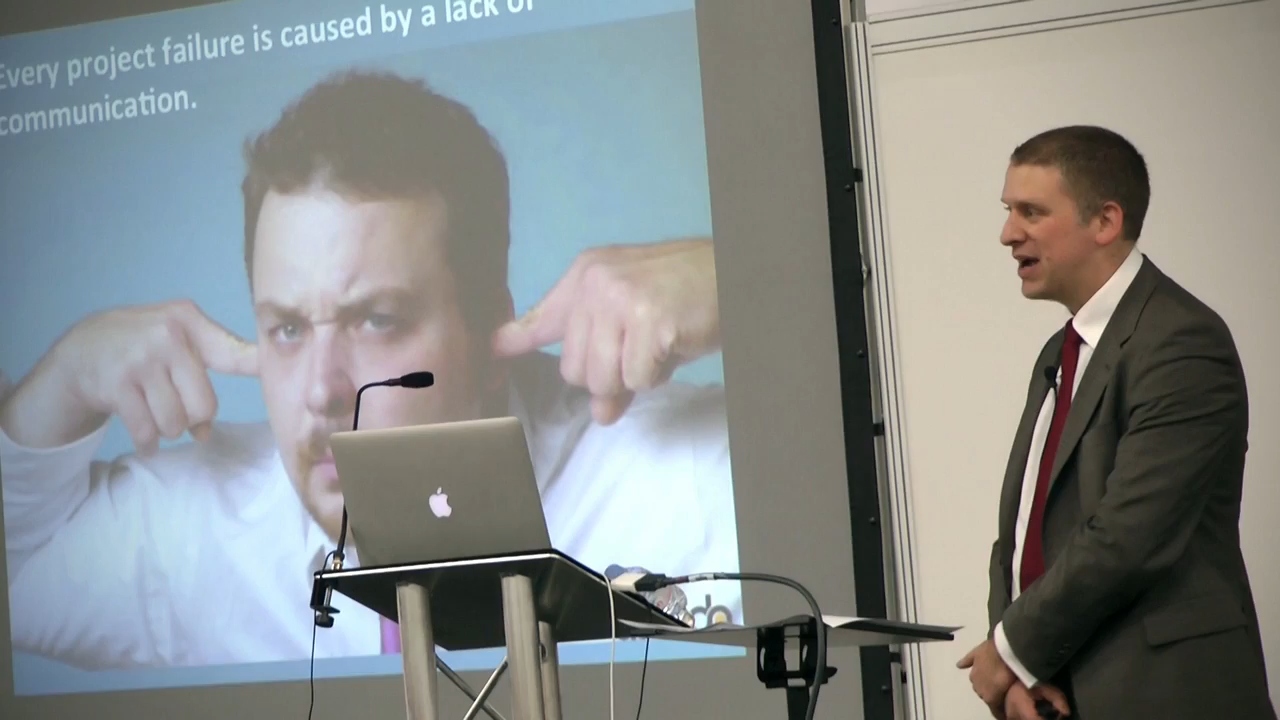 Every project failure is caused by a lack of
communication.